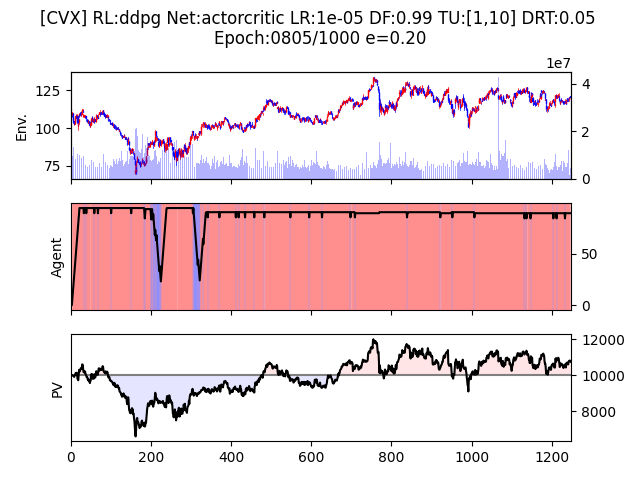 [CVX] RL:ddpg Net:actorcritic LR:1e-05 DF:0.99 TU:[1,10] DRT:0.05
Epoch:0805/1000 e=0.20
1e7
125
100
75
Env.
4
2
0
Agent
50
0
PV
12000
10000
8000
0 200 400 600 800 1000 1200